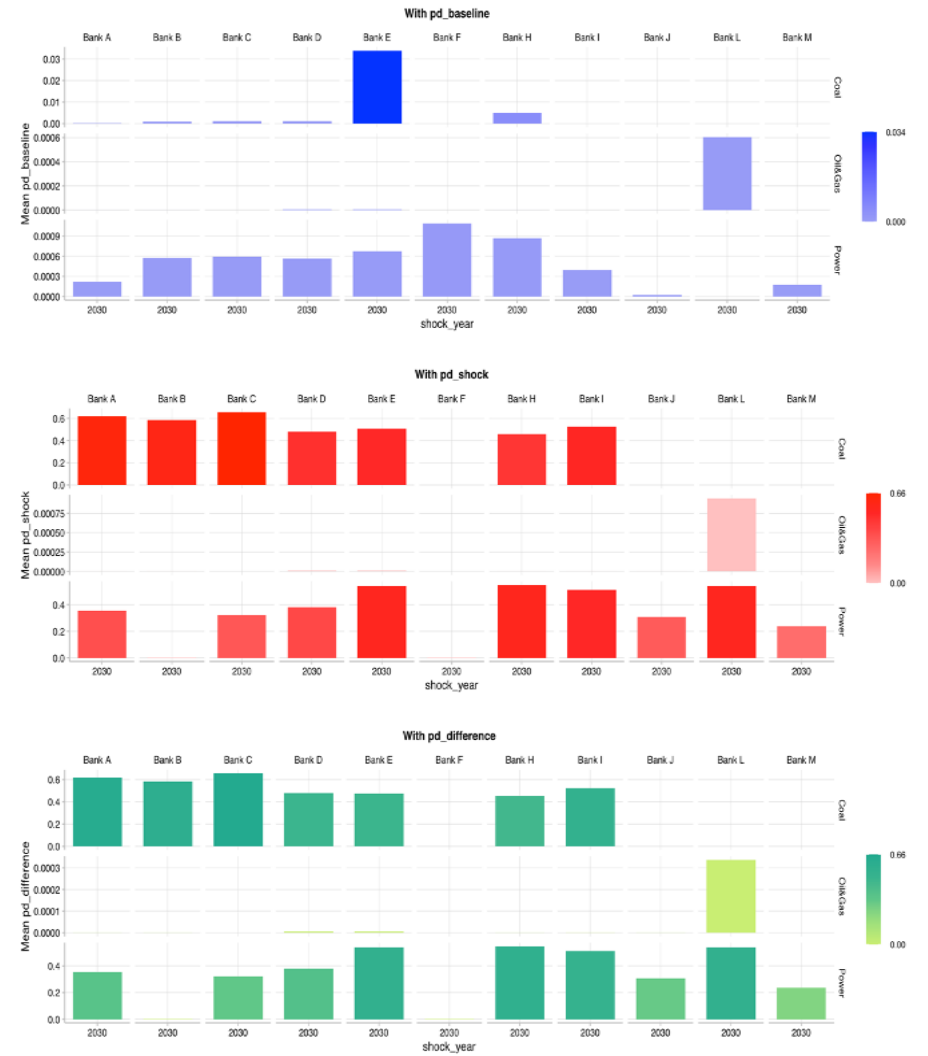 With pd_baseline
Bank A Bank B Bank C Bank D Bank E Bank F Bank H Bank I Bank J Bank L Bank M
0.03
0.02
0.01
0.00
Coal
0.0006
0.0004
0.0002
0.0000
Oil&Gas
0.0009
0.0006
0.0003
0.0000
Power
Mean pd_baseline
2030 2030 2030 2030 2030 2030 2030 2030 2030 2030 2030
shock_year
0.034
0.000
With pd_shock
Bank A Bank B Bank C Bank D Bank E Bank F Bank H Bank I Bank J Bank L Bank M
0.6
0.4
0.2
0.0
Coal
0.00075
0.00050
0.00025
0.00000
Oil&Gas
0.4
0.2
0.0
Power
Mean pd_shock
2030 2030 2030 2030 2030 2030 2030 2030 2030 2030 2030
shock_year
0.66
0.00
With pd_difference
Bank A Bank B Bank C Bank D Bank E Bank F Bank H Bank I Bank J Bank L Bank M
0.6
0.4
0.2
0.0
Coal
0.0003
0.0002
0.0001
0.0000
Oil&Gas
0.4
0.2
0.0
Power
Mean pd_difference
2030 2030 2030 2030 2030 2030 2030 2030 2030 2030 2030
shock_year
0.66
0.00